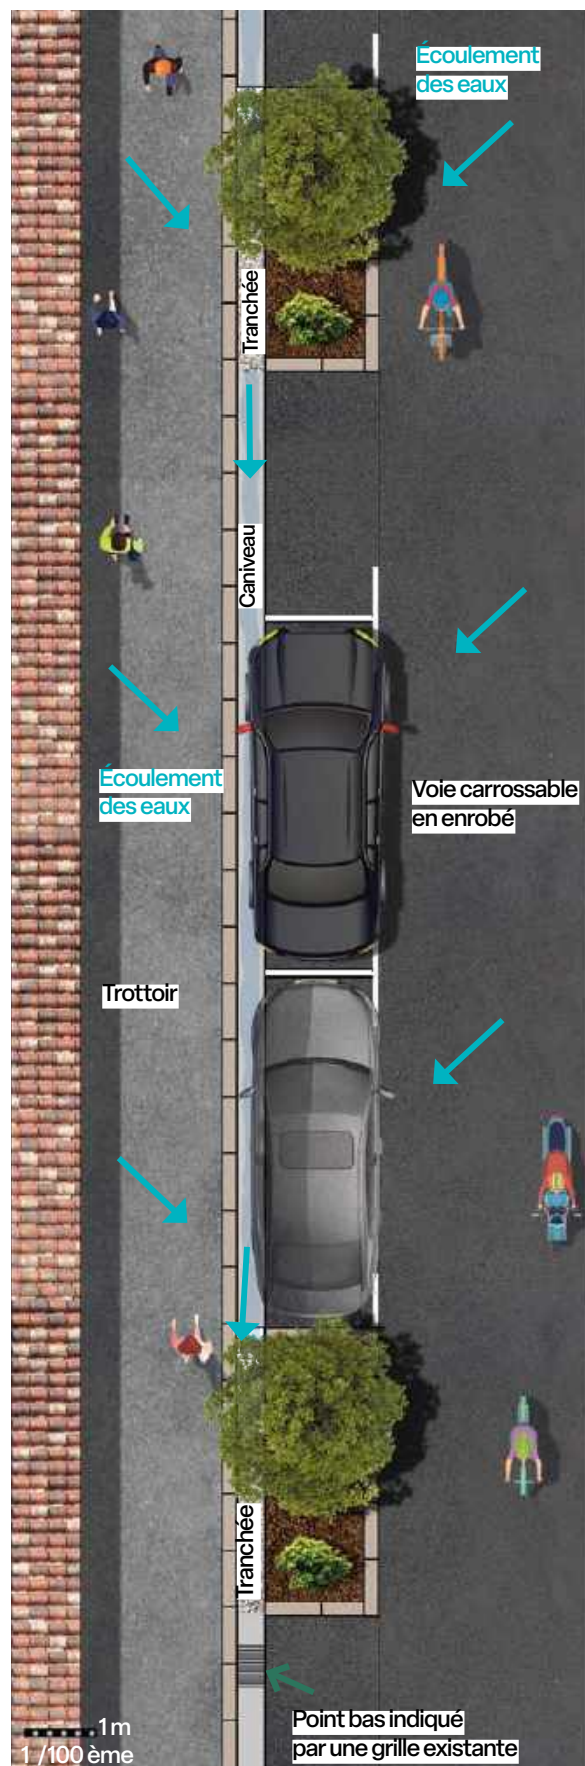 Écoulement
des eaux
Tranchée
Caniveau
Écoulement
des eaux
Voie carrossable
en enrobé
Trottoir
Tranchée
Point bas indiqué
par une grille existante
1 m
1 /100 ème